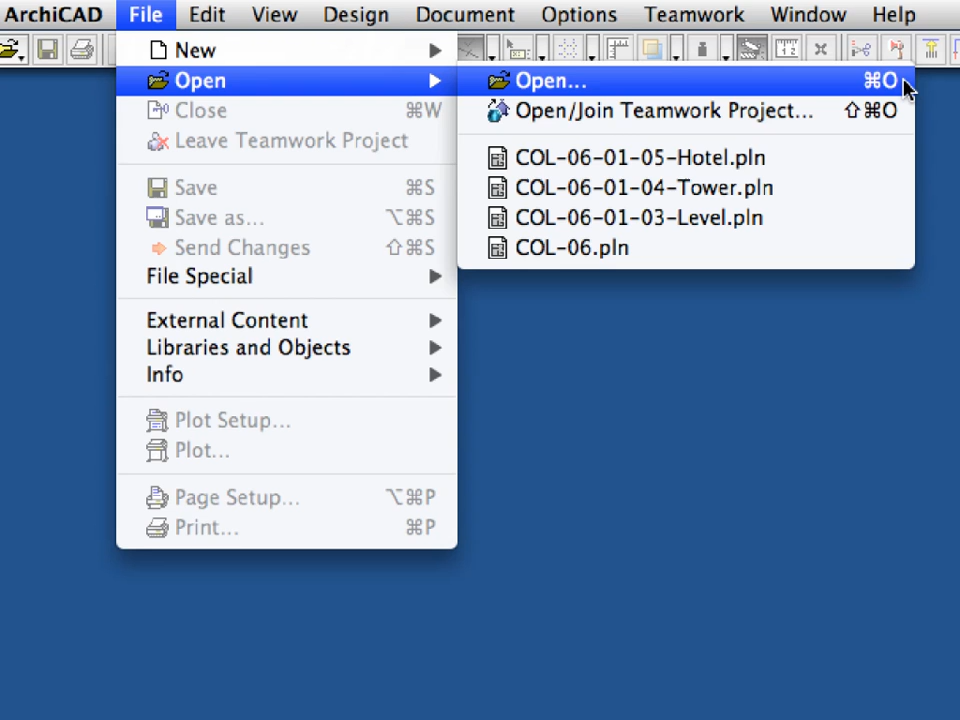 ArchiCAD File Edit View Design Document Options Teamwork Window Help
New
Open
Close ⌘W
Leave Teamwork Project
Save ⌘S
Save as... ⌥⌘S
Send Changes ⇧⌘S
File Special
External Content
Libraries and Objects
Info
Plot Setup...
Plot...
Page Setup... ⌥⌘P
Print... ⌘P
Open... ⌘O
Open/Join Teamwork Project... ⇧⌘O
COL-06-01-05-Hotel.pln
COL-06-01-04-Tower.pln
COL-06-01-03-Level.pln
COL-06.pln